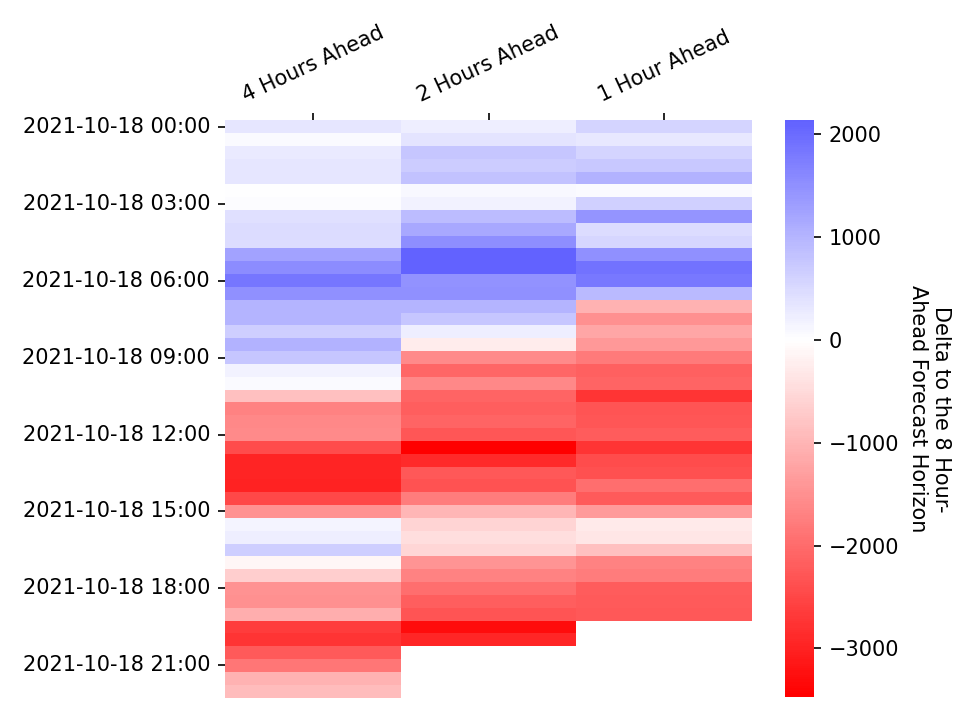 4 Hours Ahead
2 Hours Ahead
1 Hour Ahead
2021-10-18 00:00
2021-10-18 03:00
2021-10-18 06:00
2021-10-18 09:00
2021-10-18 12:00
2021-10-18 15:00
2021-10-18 18:00
2021-10-18 21:00
2000
1000
0
−1000
−2000
−3000
Delta to the 8 Hour-
Ahead Forecast Horizon